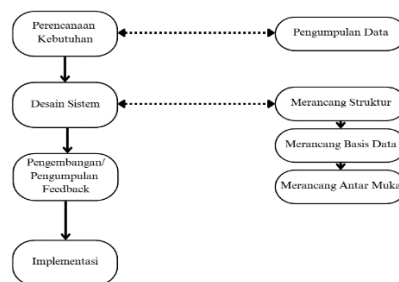 Perencanaan
Kebutuhan
Pengumpulan Data
Desain Sistem
Merancang Struktur
Merancang Basis Data
Pengembangan/
Pengumpulan
Feedback
Merancang Antar Muka
Implementasi